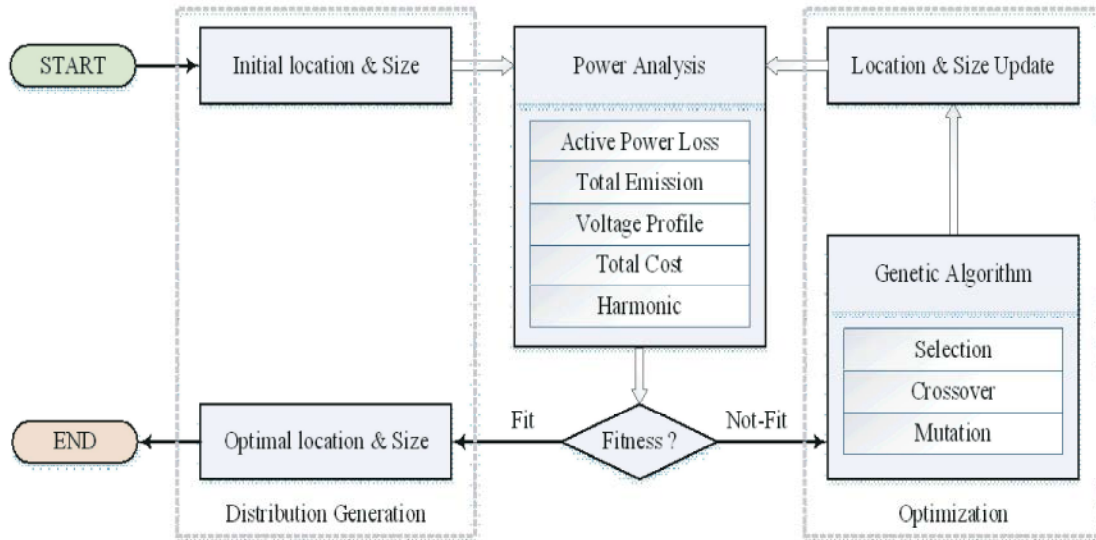 START
Initial location & Size
Power Analysis
Location & Size Update
Active Power Loss
Total Emission
Voltage Profile
Total Cost
Harmonic
Genetic Algorithm
Selection
Crossover
Mutation
END
Optimal location & Size
Fit
Fitness ?
Not-Fit
Distribution Generation
Optimization